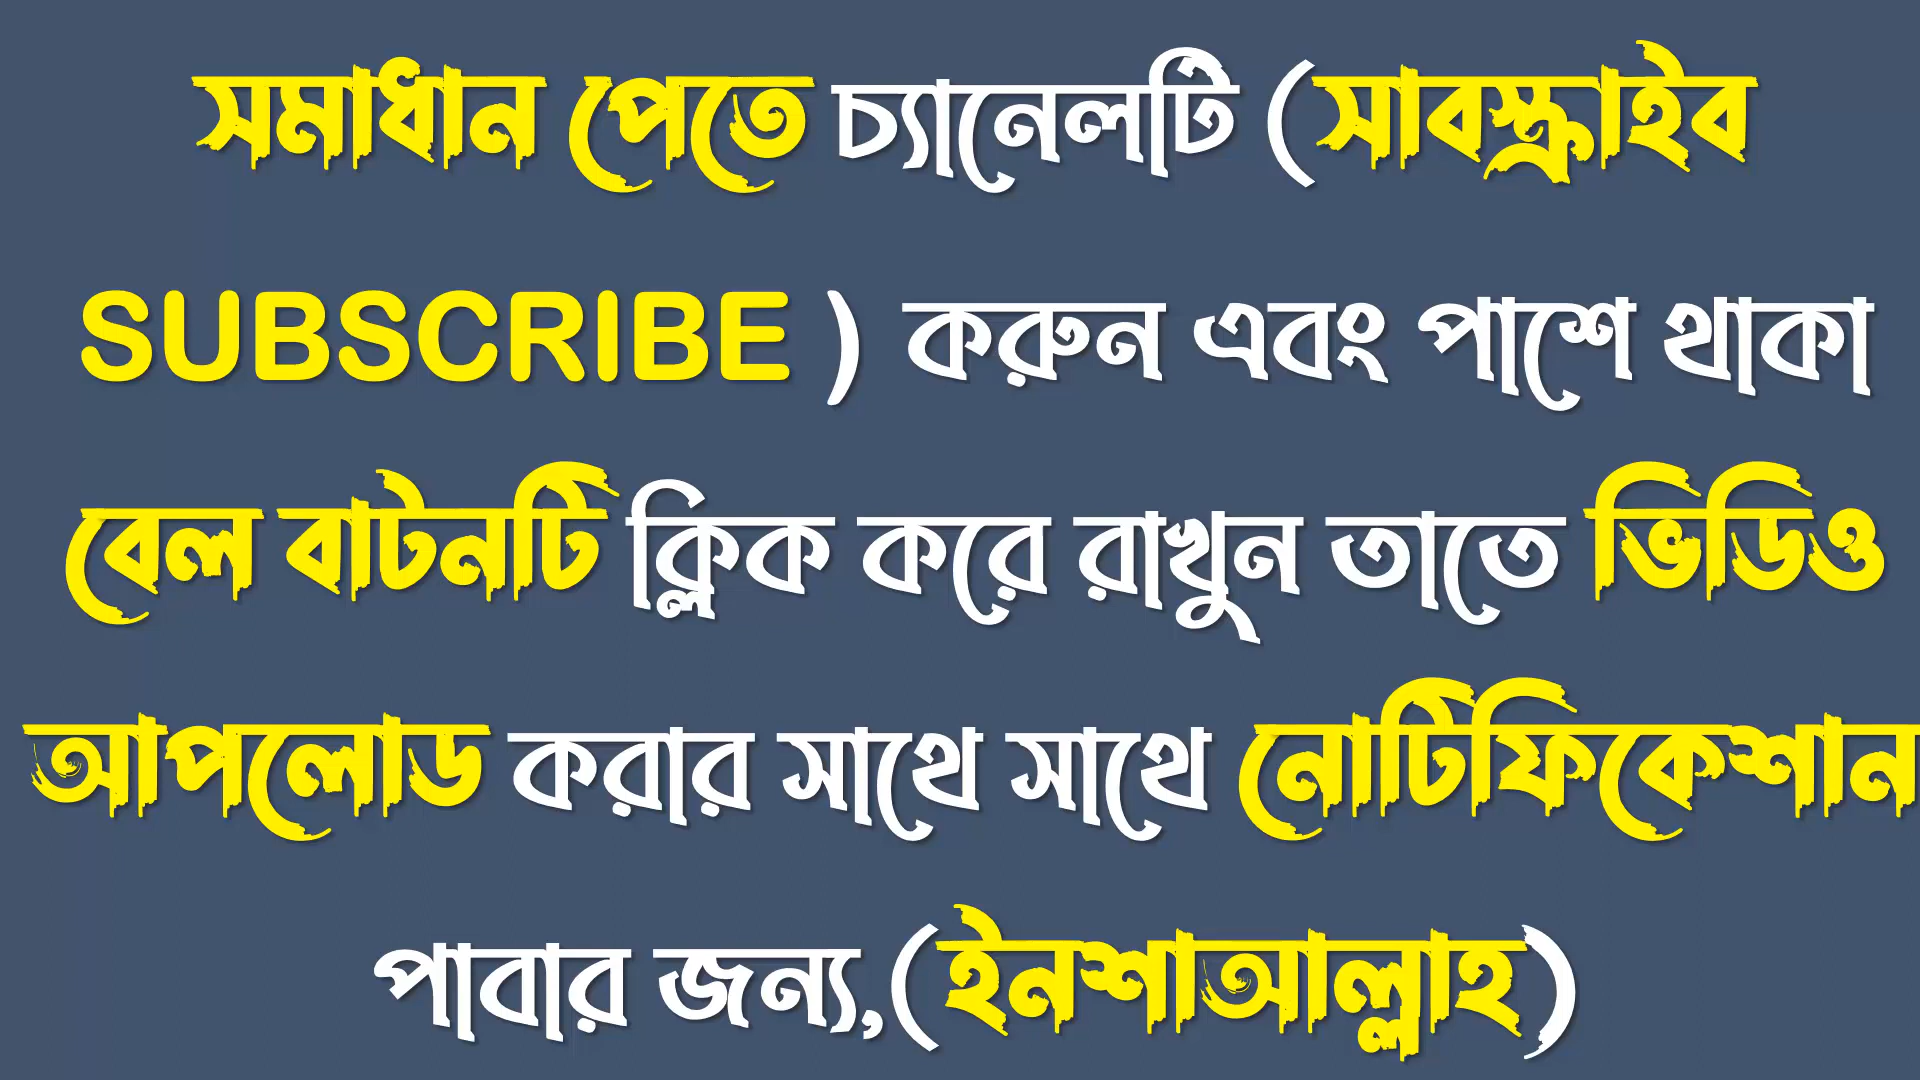 সমাধান পেতে চ্যানেলটি (সাবস্ক্রাইব
SUBSCRIBE ) করুন এবং পাশে থাকা
বেল বাটনটি ক্লিক করে রাখুন তাতে ভিডিও
আপলোড করার সাথে সাথে নোটিফিকেশান
পাবার জন্য,(ইনশাআল্লাহ)